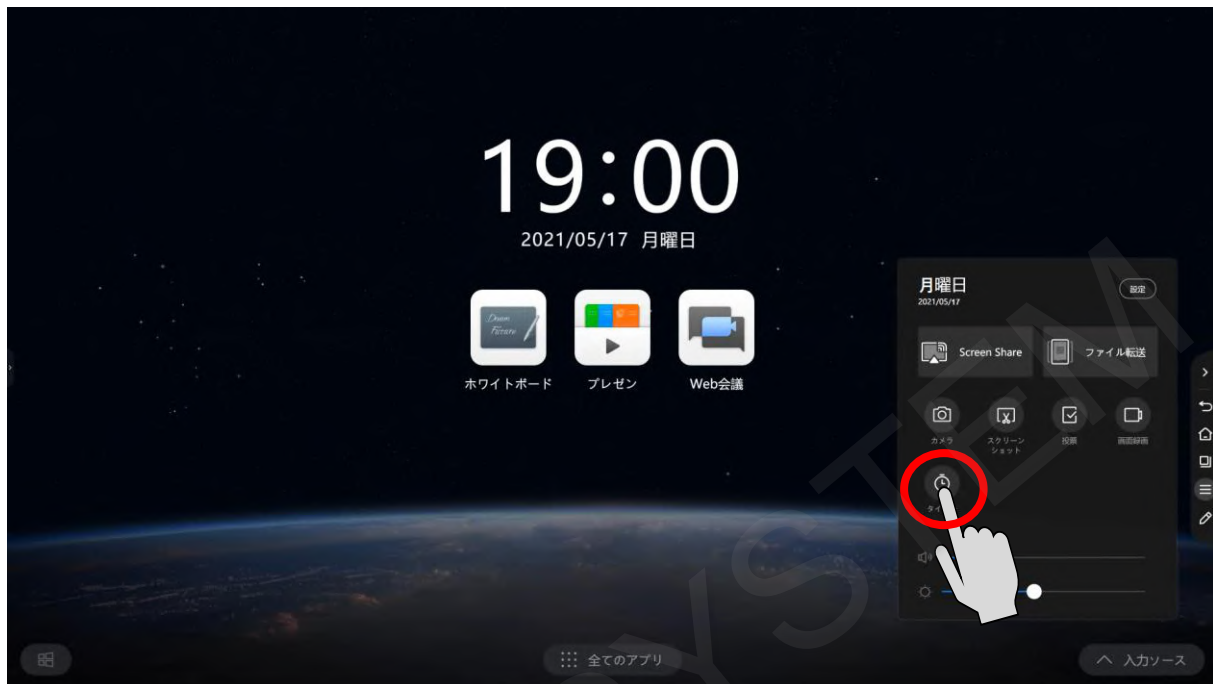 19:00
2021/05/17 月曜日
Dream
ホワイトボード
プレゼン
Web会議
月曜日
設定
2021/05/17
Screen Share
ファイル転送
カメラ
スクリーン
ショット
投票
画面録画
全てのアプリ
入力ソース
SYSTEM